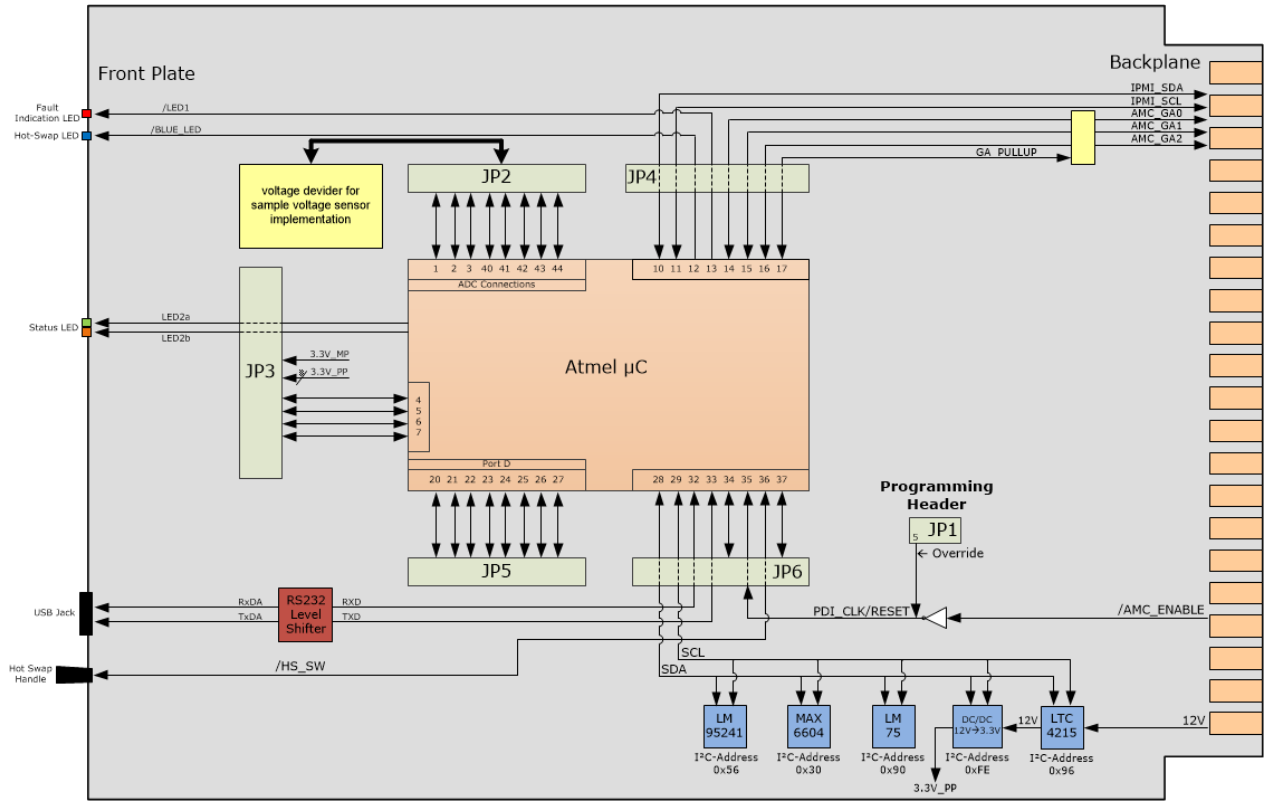 Front Plate
Backplane
Fault
Indication LED
/LED1
Hot-Swap LED
/BLUE_LED
IPMI_SDA
IPMI_SCL
AMC_GA0
AMC_GA1
AMC_GA2
GA_PULLUP
voltage devider for
sample voltage sensor
implementation
JP2
JP4
1 2 3 40 41 42 43 44
ADC Connections
10 11 12 13 14 15 16 17
Status LED
LED2a
LED2b
JP3
3.3V_MP
3.3V_PP
Atmel µC
4
5
6
7
Port D
20 21 22 23 24 25 26 27
28 29 32 33 34 35 36 37
Programming
Header
5 JP1
← Override
JP5
JP6
USB Jack
RxDA
TxDA
RS232
Level
Shifter
RXD
TXD
PDI_CLK/RESET
/AMC_ENABLE
Hot Swap
Handle
/HS_SW
SCL
SDA
LM
95241
I²C-Address
0x56
MAX
6604
I²C-Address
0x30
LM
75
I²C-Address
0x90
DC/DC
12V→3.3V
I²C-Address
0xFE
12V
LTC
4215
I²C-Address
0x96
12V
3.3V_PP